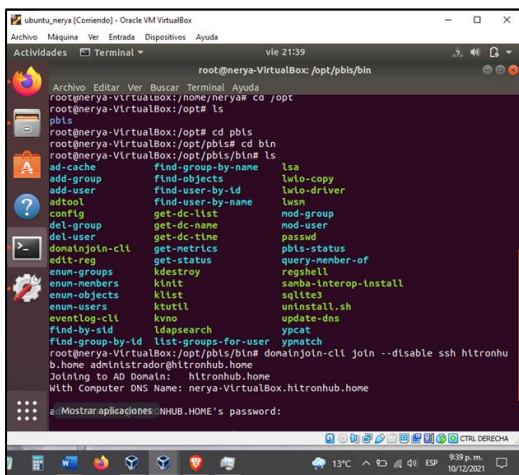 ubuntu_nerya [Corriendo] - Oracle VM VirtualBox
Archivo Máquina Ver Entrada Dispositivos Ayuda
Actividades Terminal vie 21:39
root@nerya-VirtualBox: /opt/pbis/bin
Archivo Editar Ver Buscar Terminal Ayuda
root@nerya-VirtualBox:/home/nerya# cd /opt
root@nerya-VirtualBox:/opt# ls
pbis
root@nerya-VirtualBox:/opt# cd pbis
root@nerya-VirtualBox:/opt/pbis# cd bin
root@nerya-VirtualBox:/opt/pbis/bin# ls
ad-cache find-group-by-name lsa
add-group find-objects lwio-copy
add-user find-user-by-id lwio-driver
adtool find-user-by-name lwsm
config get-dc-list mod-group
del-group get-dc-name mod-user
del-user get-dc-time passwd
domainjoin-cli get-metrics pbis-status
edit-reg get-status query-member-of
enum-groups kdestroy regshell
enum-members kinit samba-interop-install
enum-objects klist sqlite3
enum-users ktutil uninstall.sh
eventlog-cli kvno update-dns
find-by-sid ldapsearch ypcat
find-group-by-id list-groups-for-user ypmatch
root@nerya-VirtualBox:/opt/pbis/bin# domainjoin-cli join --disable ssh hitronhu
b.home administrador@hitronhub.home
Joining to AD Domain: hitronhub.home
With Computer DNS Name: nerya-VirtualBox.hitronhub.home
Mostrar aplicaciones ONHUB.HOME's password:
CTRL DERECHA
13°C ESP 9:39 p. m.
10/12/2021